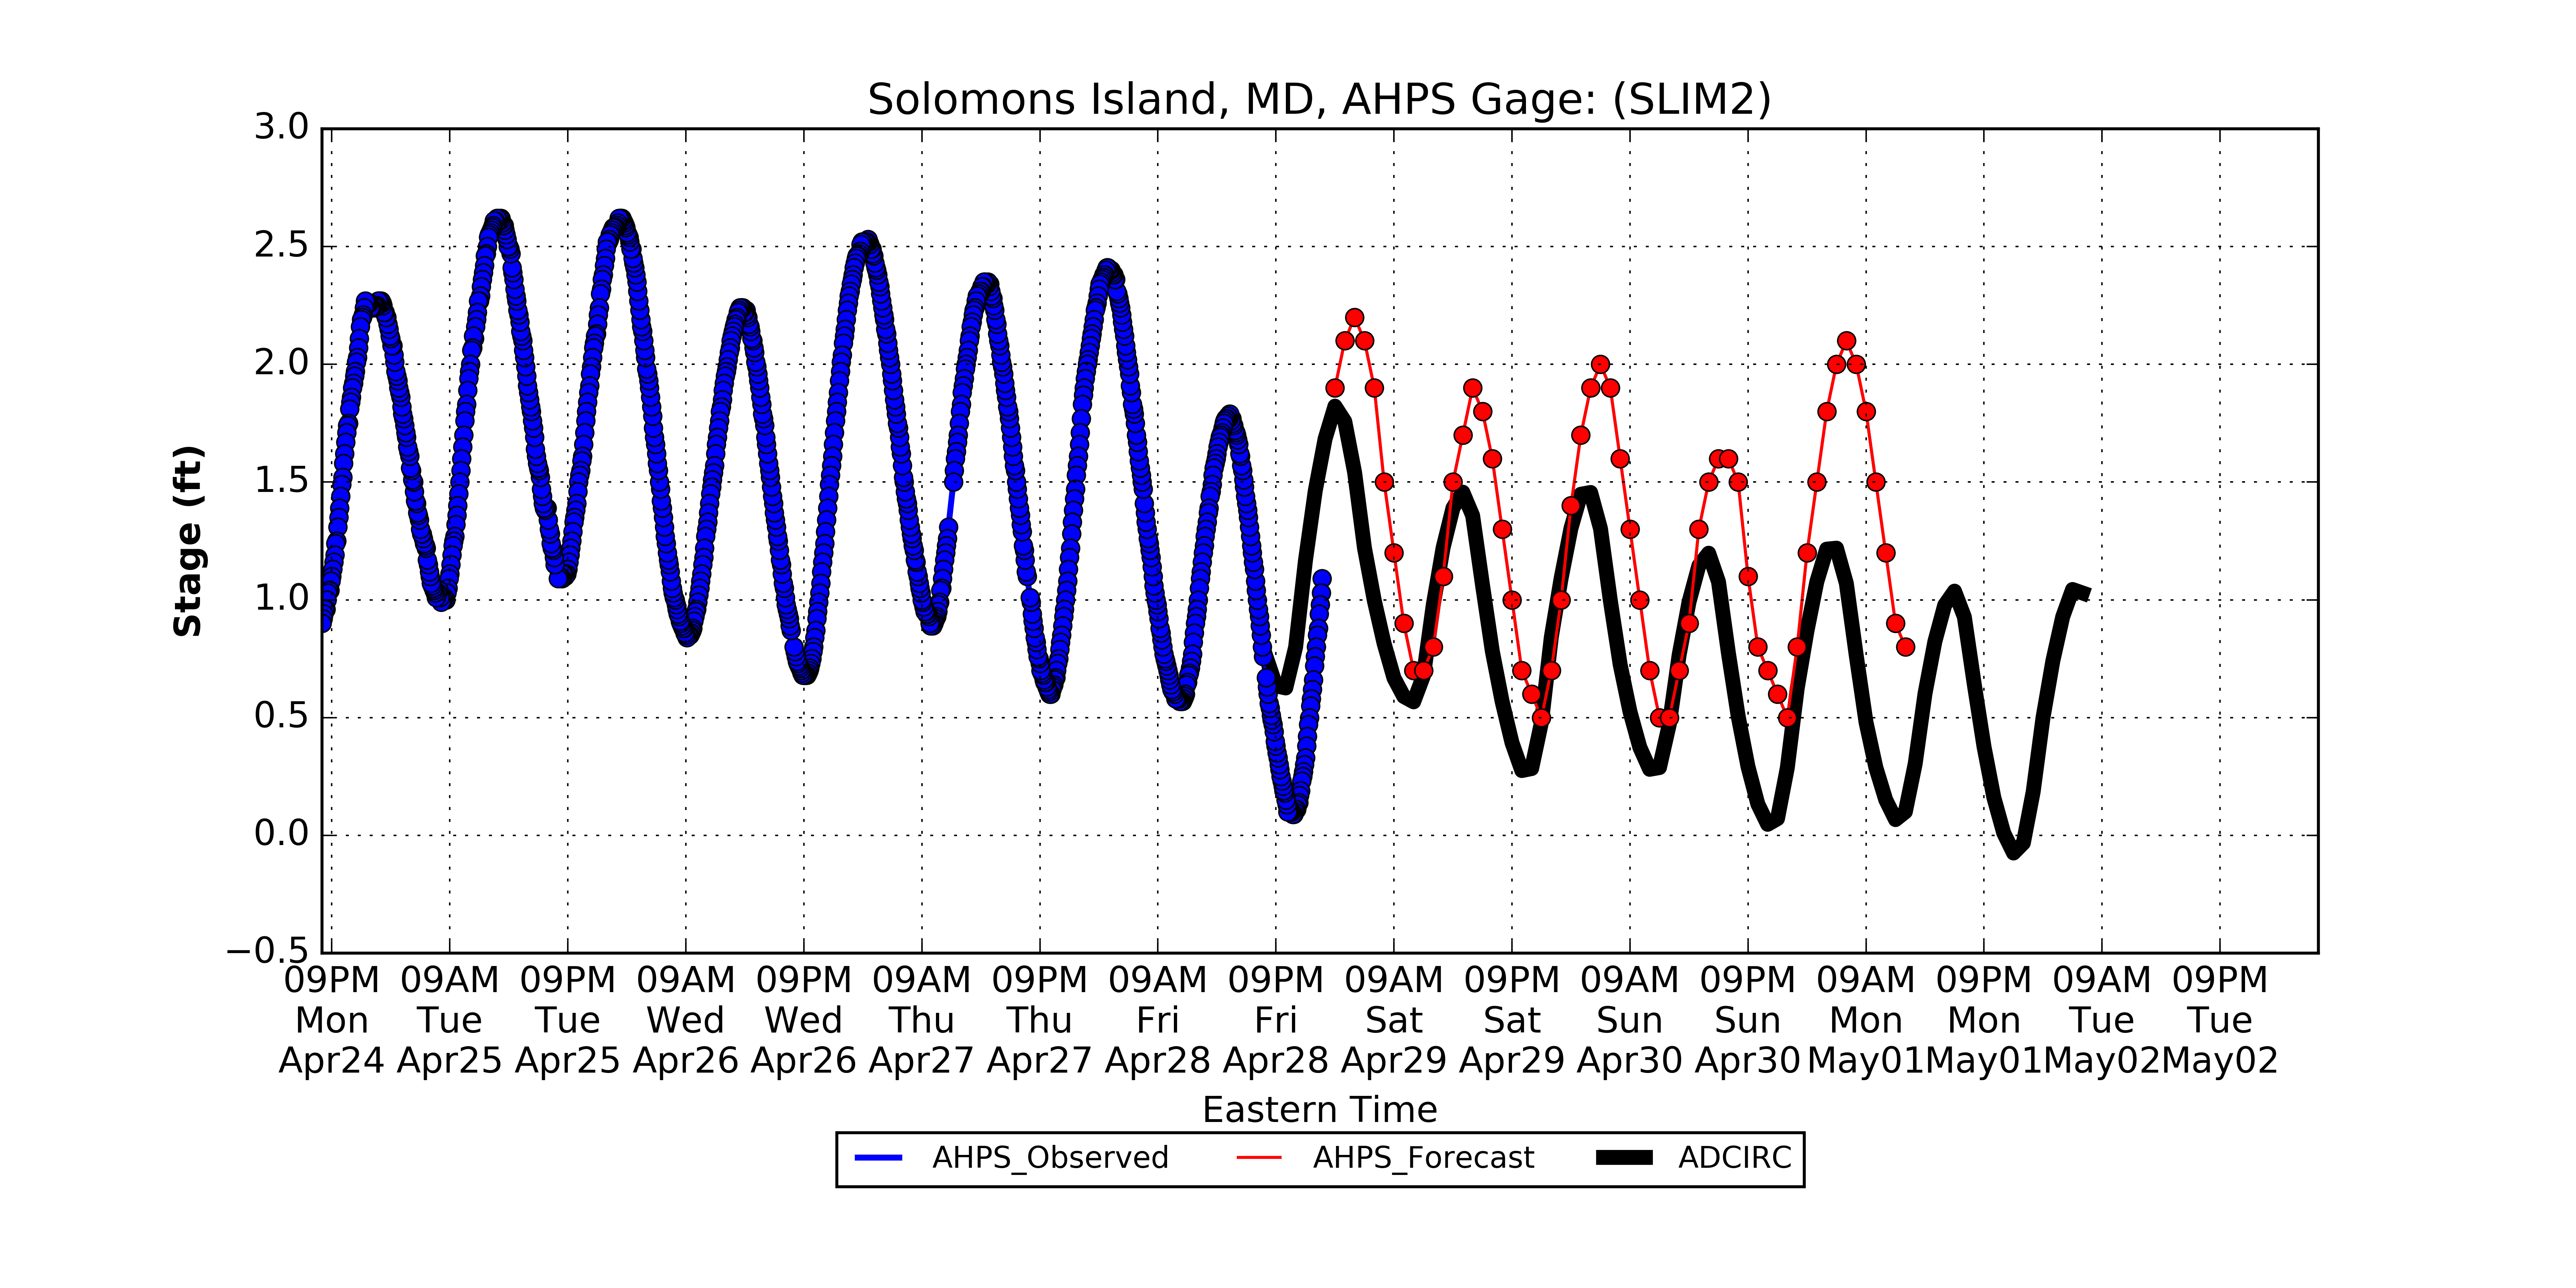 Solomons Island, MD, AHPS Gage: (SLIM2)
3.0
2.5
2.0
1.5
1.0
0.5
0.0
−0.5
Stage (ft)
09PM 09AM 09PM 09AM 09PM 09AM 09PM 09AM 09PM 09AM 09PM 09AM 09PM 09AM 09PM 09AM 09PM
Mon Tue Tue Wed Wed Thu Thu Fri Fri Sat Sat Sun Sun Mon Mon Tue Tue
Apr24 Apr25 Apr25 Apr26 Apr26 Apr27 Apr27 Apr28 Apr28 Apr29 Apr29 Apr30 Apr30 May01 May01 May02 May02
Eastern Time
AHPS_Observed AHPS_Forecast ADCIRC